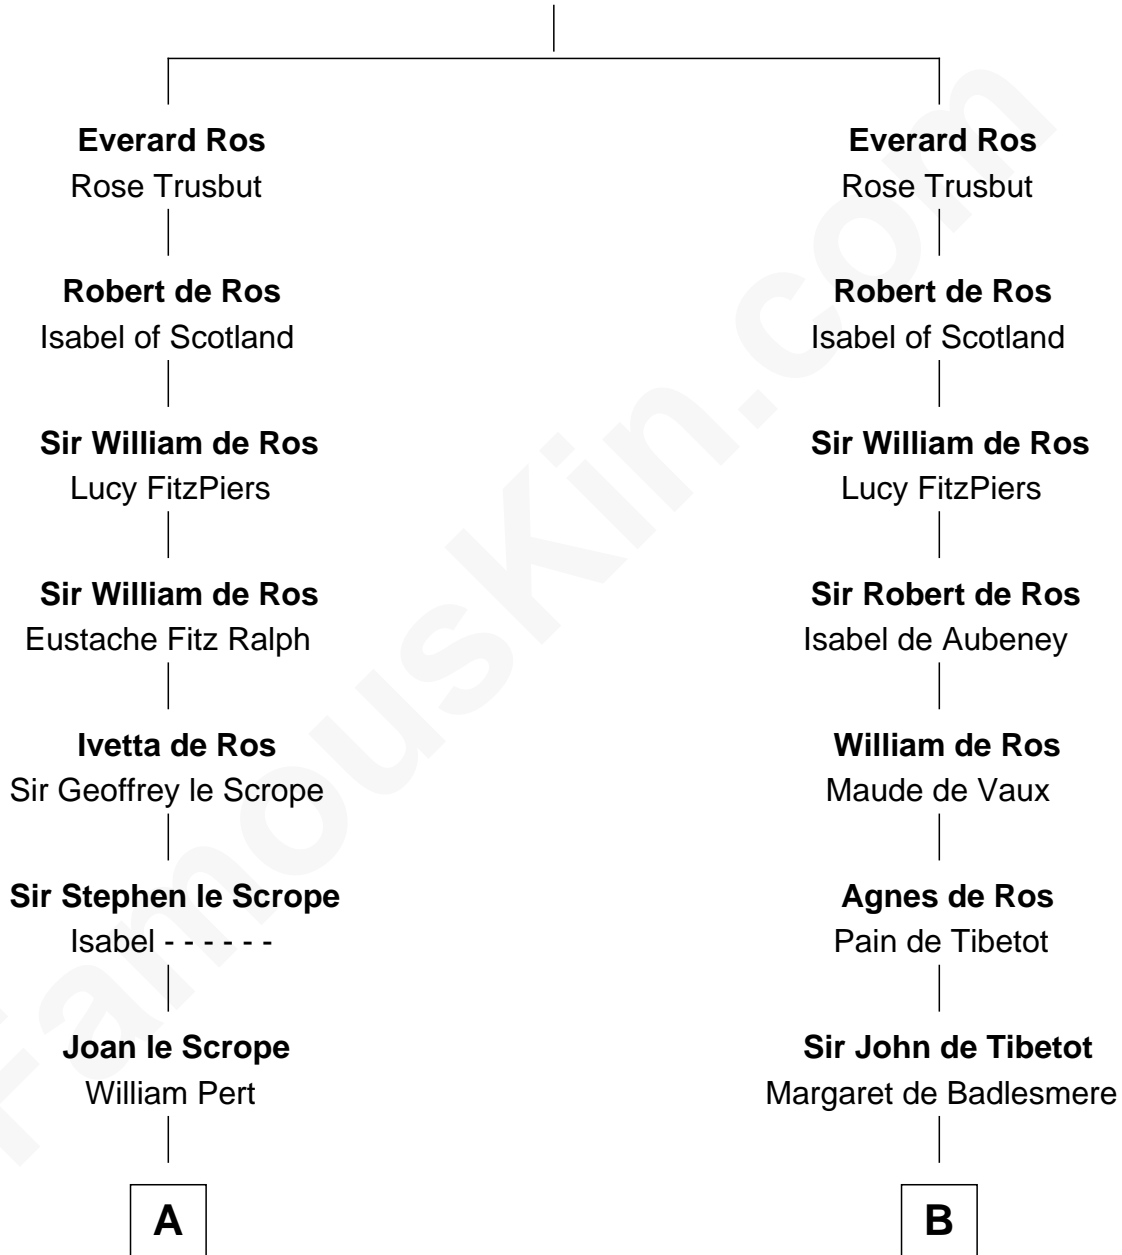 Everard Ros
Rose Trusbut
Robert de Ros
Isabel of Scotland
Sir William de Ros
Lucy FitzPiers
Sir William de Ros
Eustache Fitz Ralph
Ivetta de Ros
Sir Geoffrey le Scrope
Sir Stephen le Scrope
Isabel - - - - - -
Joan le Scrope
William Pert
A
Everard Ros
Rose Trusbut
Robert de Ros
Isabel of Scotland
Sir William de Ros
Lucy FitzPiers
Sir Robert de Ros
Isabel de Aubeney
William de Ros
Maude de Vaux
Agnes de Ros
Pain de Tibetot
Sir John de Tibetot
Margaret de Badlesmere
B
FamousKin.com